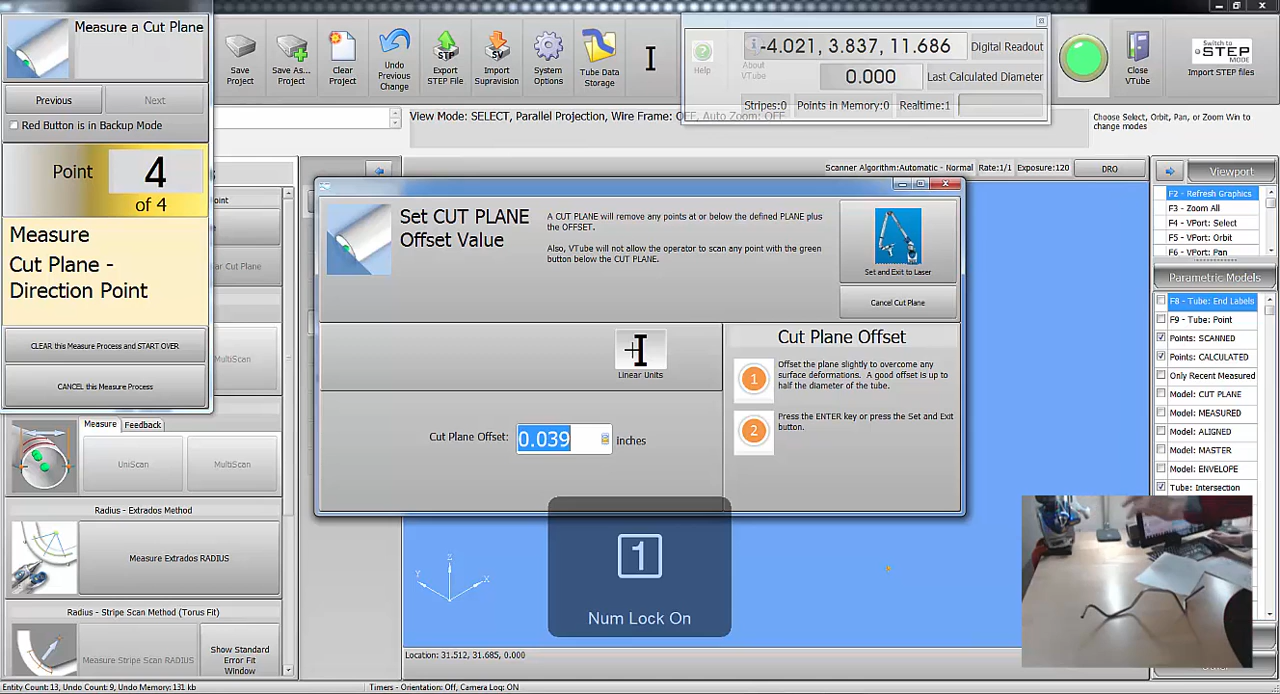 Measure a Cut Plane
Previous
Next
Red Button is in Backup Mode
Point
4
of 4
Measure
Cut Plane -
Direction Point
CLEAR this Measure Process and START OVER
CANCEL this Measure Process
Save
Project
Save As...
Project
Clear
Project
Undo
Previous
Change
Export
STEP File
Import
Supravision
System
Options
Tube Data
Storage
Help
About
VTube
-4.021, 3.837, 11.686
Digital Readout
0.000
Last Calculated Diameter
Stripes:0
Points in Memory:0
Realtime:1
Close
VTube
Switch to
STEP
MODE
Import STEP files
View Mode: SELECT, Parallel Projection, Wire Frame: OFF, Auto Zoom: OFF
Choose Select, Orbit, Pan, or Zoom Win to
change modes
Scanner Algorithm:Automatic - Normal
Rate:1/1
Exposure:120
DRO
Viewport
F2 - Refresh Graphics
F3 - Zoom All
F4 - VPort: Select
F5 - VPort: Orbit
F6 - VPort: Pan
Parametric Models
F8 - Tube: End Labels
F9 - Tube: Point
Points: SCANNED
Points: CALCULATED
Only Recent Measured
Model: CUT PLANE
Model: MEASURED
Model: ALIGNED
Model: MASTER
Model: ENVELOPE
Tube: Intersection
Set CUT PLANE
Offset Value
A CUT PLANE will remove any points at or below the defined PLANE plus
the OFFSET.
Also, VTube will not allow the operator to scan any point with the green
button below the CUT PLANE.
Set and Exit to Laser
Cancel Cut Plane
Linear Units
Cut Plane Offset
1
Offset the plane slightly to overcome any
surface deformations. A good offset is up to
half the diameter of the tube.
2
Press the ENTER key or press the Set and Exit
button.
Cut Plane Offset:
0.039
inches
1
Num Lock On
MultiScan
Measure
Feedback
UniScan
MultiScan
Radius - Extrados Method
Measure Extrados RADIUS
Radius - Stripe Scan Method (Torus Fit)
Measure Stripe Scan RADIUS
Show Standard
Error Fit
Window
Z
Y
X
Location: 31.512, 31.685, 0.000
Entity Count: 13, Undo Count: 9, Undo Memory: 131 kb
Timers - Orientation: Off, Camera Log: ON